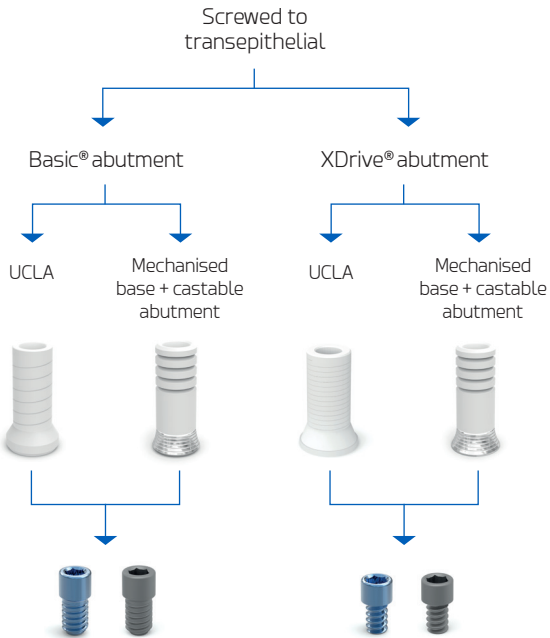 Screwed to
transepithelial
Basic® abutment
XDrive® abutment
UCLA
Mechanised
base + castable
abutment
UCLA
Mechanised
base + castable
abutment